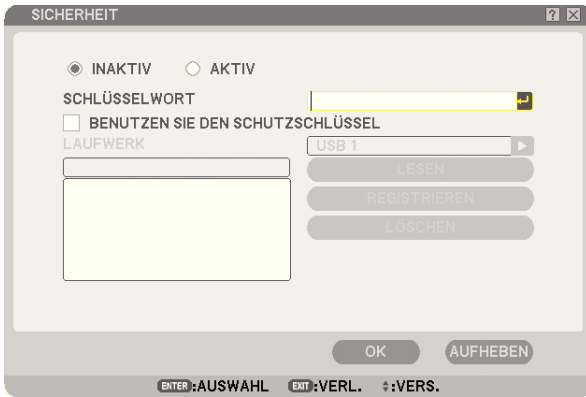 SICHERHEIT
INAKTIV AKTIV
SCHLÜSSELWORT
BENUTZEN SIE DEN SCHUTZSCHLÜSSEL
LAUFWERK USB 1
LESEN
REGISTRIEREN
LÖSCHEN
OK AUFHEBEN
ENTER:AUSWAHL EXIT:VERL. :VERS.